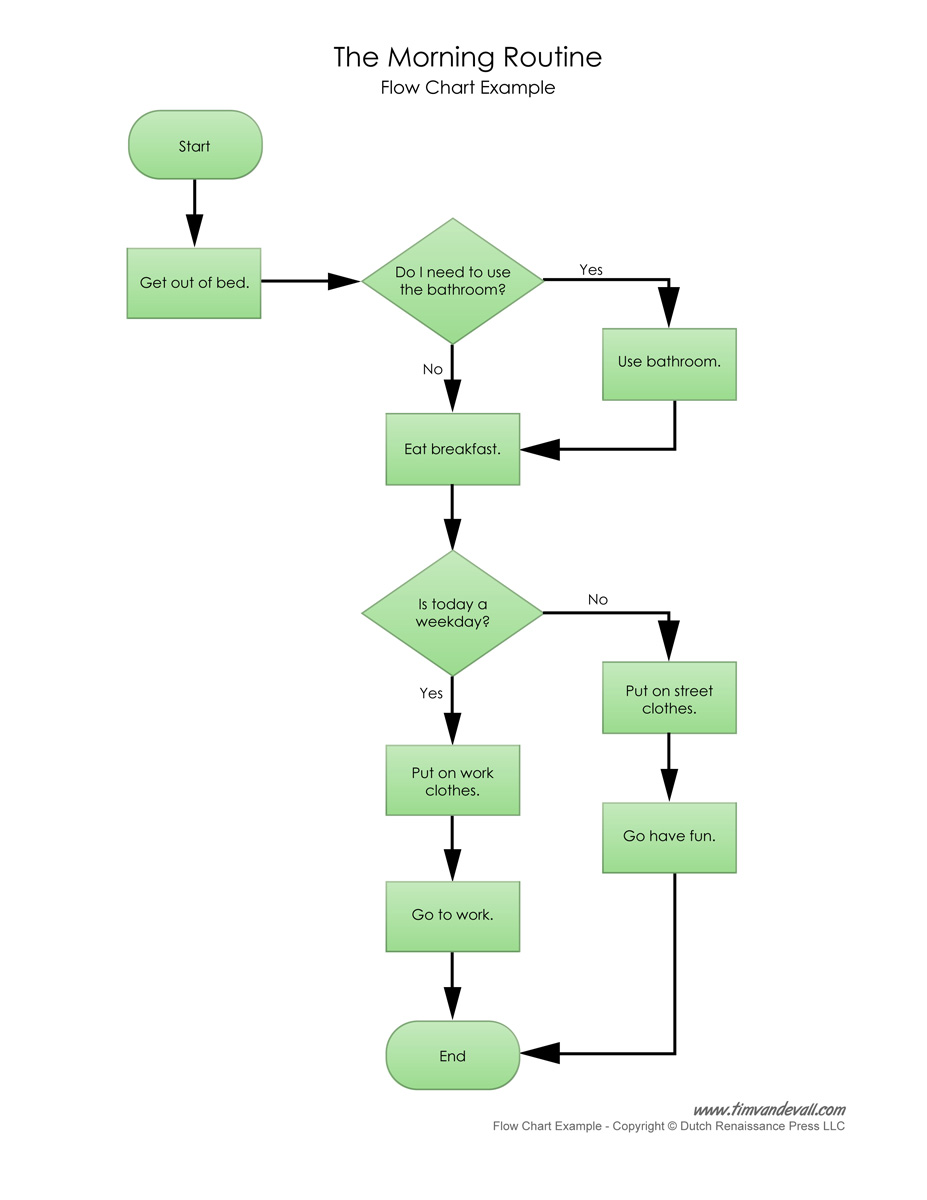 The Morning Routine
Flow Chart Example
Start
Get out of bed.
Do I need to use
the bathroom?
Yes
Use bathroom.
No
Eat breakfast.
Is today a
weekday?
No
Put on street
clothes.
Yes
Put on work
clothes.
Go have fun.
Go to work.
End
www.timvandevall.com
Flow Chart Example - Copyright © Dutch Renaissance Press LLC